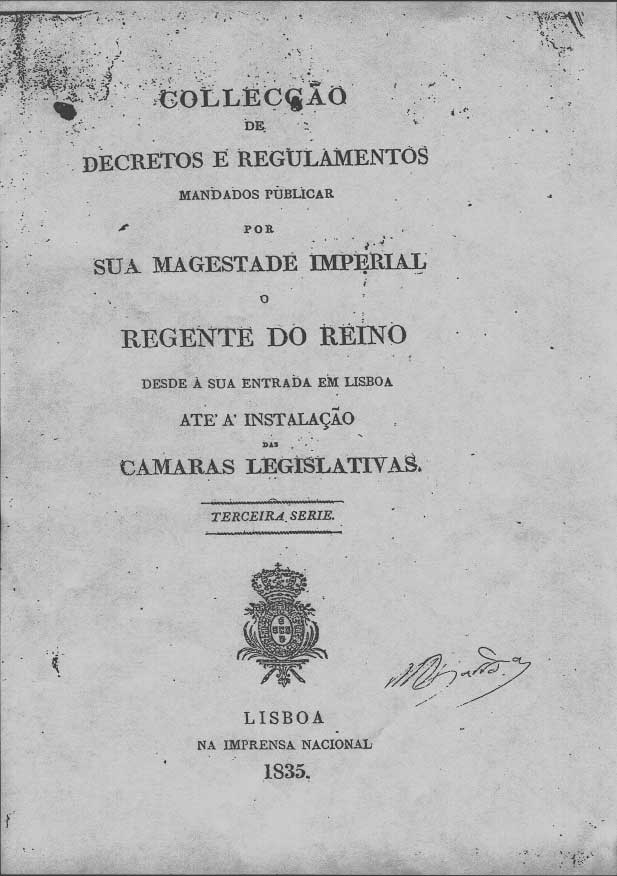 COLLECÇÃO
DE
DECRETOS E REGULAMENTOS
MANDADOS PUBLICAR
POR
SUA MAGESTADE IMPERIAL
O
REGENTE DO REINO
DESDE A SUA ENTRADA EM LISBOA
ATE' A' INSTALAÇÃO
DAS
CAMARAS LEGISLATIVAS.
TERCEIRA SERIE.
LISBOA
NA IMPRENSA NACIONAL
1835.